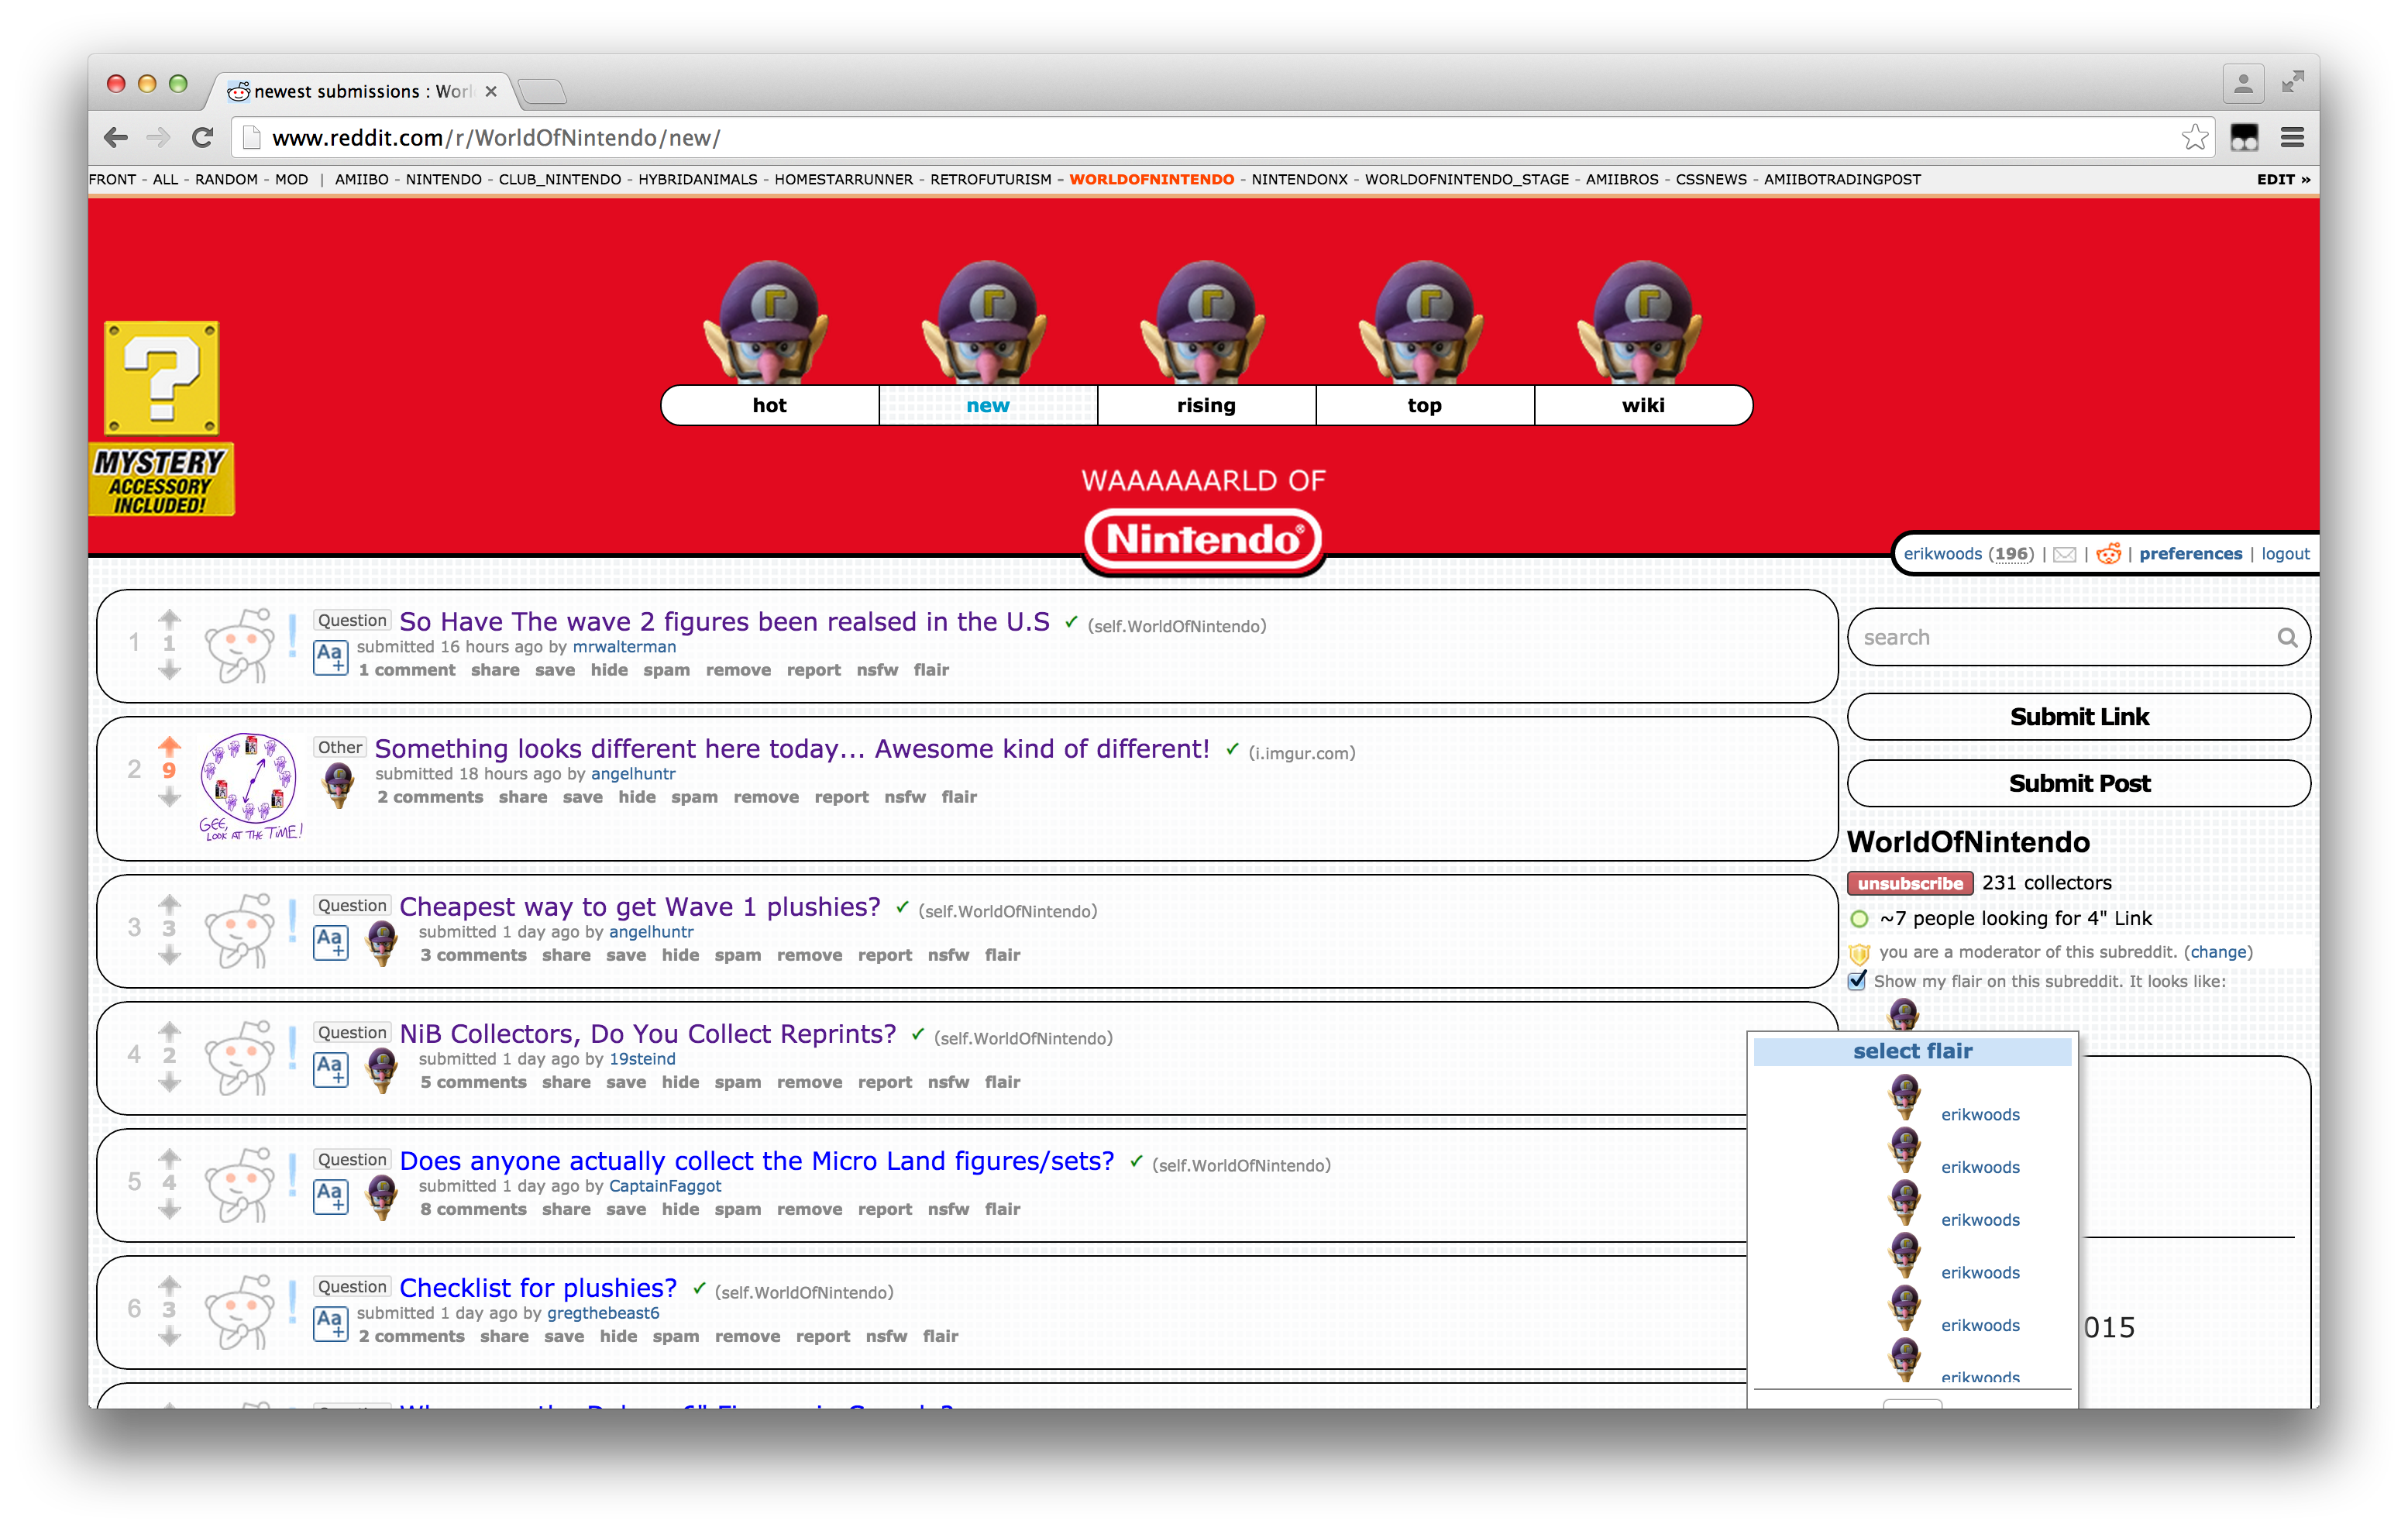 newest submissions : Worl
www.reddit.com/r/WorldOfNintendo/new/
FRONT - ALL - RANDOM - MOD | AMIIBO - NINTENDO - CLUB_NINTENDO - HYBRIDANIMALS - HOMESTARRUNNER - RETROFUTURISM - WORLDOFNINTENDO - NINTENDONX - WORLDOFNINTENDO_STAGE - AMIIBROS - CSSNEWS - AMIIBOTRADINGPOST EDIT »
?
MYSTERY
ACCESSORY
INCLUDED!
hot new rising top wiki
WAAAAAARLD OF
Nintendo®
erikwoods (196) | | | preferences | logout
1 1 Question So Have The wave 2 figures been realsed in the U.S ✓ (self.WorldOfNintendo)
Aa+ submitted 16 hours ago by mrwalterman
1 comment share save hide spam remove report nsfw flair
2 9 Other Something looks different here today... Awesome kind of different! ✓ (i.imgur.com)
submitted 18 hours ago by angelhuntr
2 comments share save hide spam remove report nsfw flair
GEE,
LOOK AT THE TIME!
3 3 Question Cheapest way to get Wave 1 plushies? ✓ (self.WorldOfNintendo)
Aa+ submitted 1 day ago by angelhuntr
3 comments share save hide spam remove report nsfw flair
4 2 Question NiB Collectors, Do You Collect Reprints? ✓ (self.WorldOfNintendo)
Aa+ submitted 1 day ago by 19steind
5 comments share save hide spam remove report nsfw flair
5 4 Question Does anyone actually collect the Micro Land figures/sets? ✓ (self.WorldOfNintendo)
Aa+ submitted 1 day ago by CaptainFaggot
8 comments share save hide spam remove report nsfw flair
6 3 Question Checklist for plushies? ✓ (self.WorldOfNintendo)
Aa+ submitted 1 day ago by gregthebeast6
2 comments share save hide spam remove report nsfw flair
search
Submit Link
Submit Post
WorldOfNintendo
unsubscribe 231 collectors
~7 people looking for 4" Link
you are a moderator of this subreddit. (change)
Show my flair on this subreddit. It looks like:
select flair
erikwoods
erikwoods
erikwoods
erikwoods
erikwoods
erikwoods
015